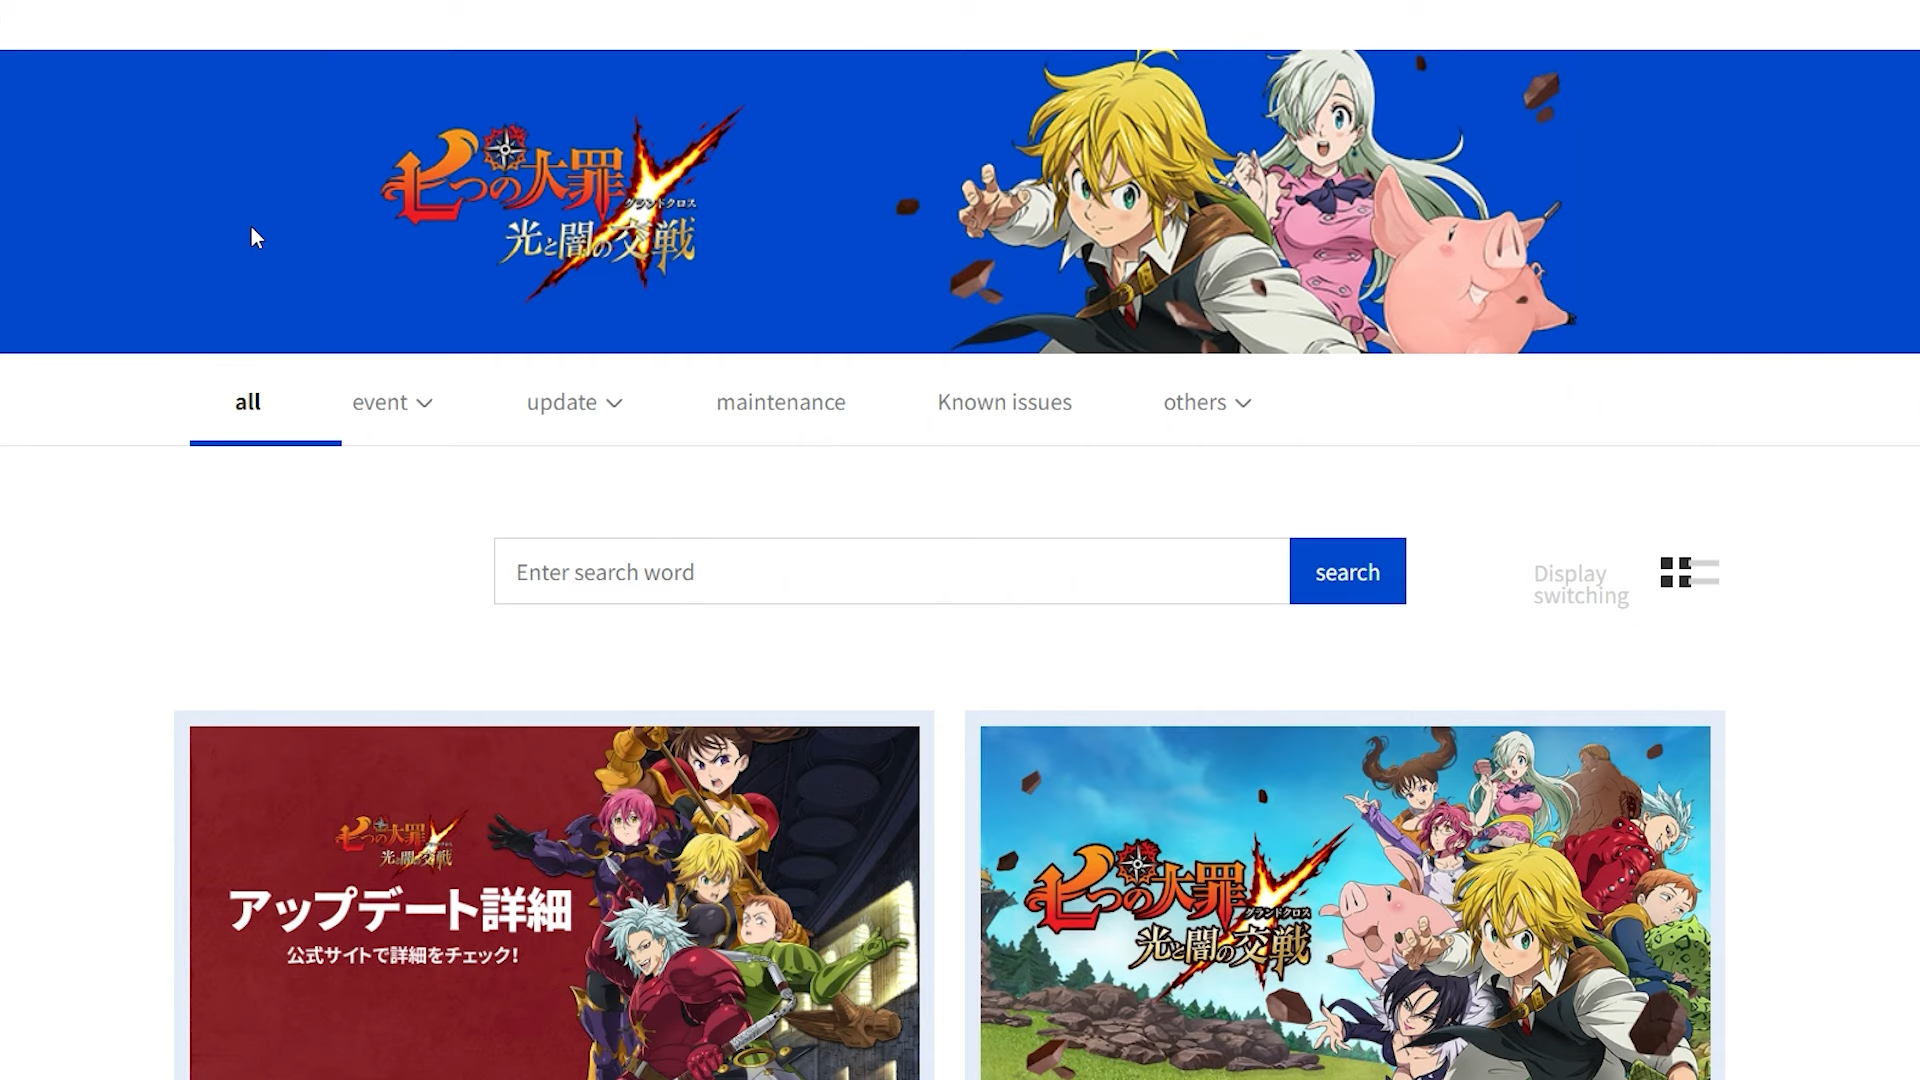 七つの大罪
グランドクロス
光と闇の交戦
all
event
update
maintenance
Known issues
others
Enter search word
search
Display
switching
七つの大罪
光と闇の交戦
アップデート詳細
公式サイトで詳細をチェック!
七つの大罪
グランドクロス
光と闇の交戦